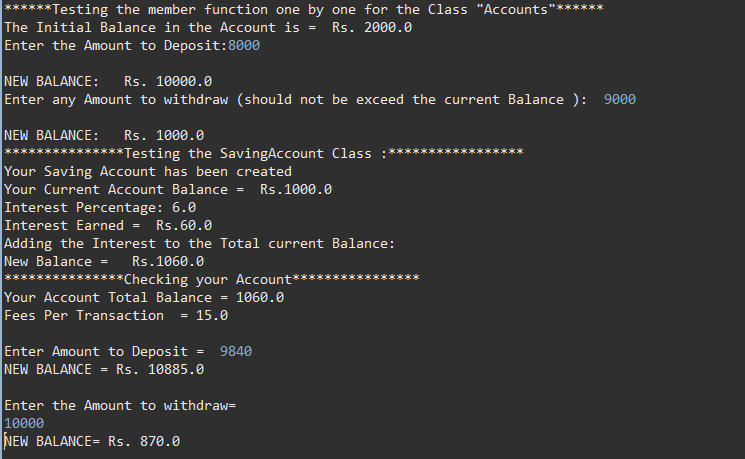 ******Testing the member function one by one for the Class "Accounts"******
The Initial Balance in the Account is =  Rs. 2000.0
Enter the Amount to Deposit:8000
NEW BALANCE:   Rs. 10000.0
Enter any Amount to withdraw (should not be exceed the current Balance ):  9000
NEW BALANCE:   Rs. 1000.0
***************Testing the SavingAccount Class :*****************
Your Saving Account has been created
Your Current Account Balance =  Rs.1000.0
Interest Percentage: 6.0
Interest Earned =  Rs.60.0
Adding the Interest to the Total current Balance:
New Balance =   Rs.1060.0
***************Checking your Account****************
Your Account Total Balance = 1060.0
Fees Per Transaction  = 15.0
Enter Amount to Deposit =  9840
NEW BALANCE = Rs. 10885.0
Enter the Amount to withdraw=
10000
NEW BALANCE= Rs. 870.0